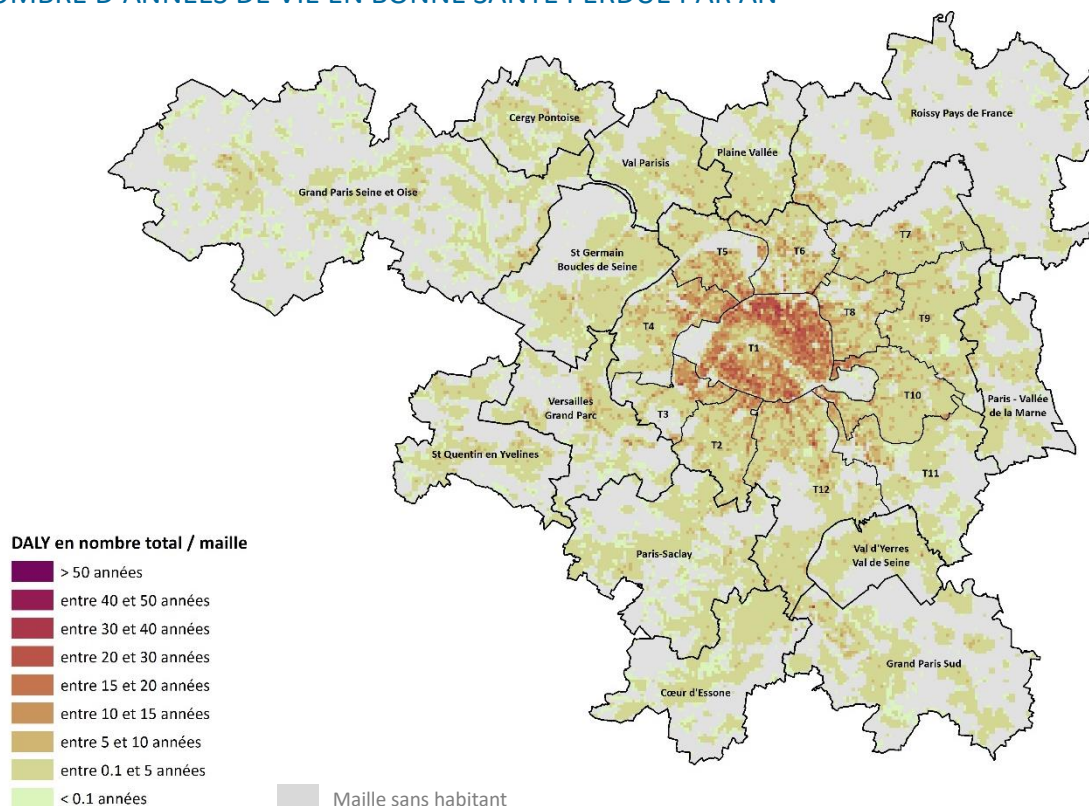 NOMBRE D'ANNÉES DE VIE EN BONNE SANTÉ PERDUE PAR AN
Cergy Pontoise
Roissy Pays de France
Val Parisis
Plaine Vallée
Grand Paris Seine et Oise
T7
St Germain
Boucles de Seine
T5
T6
T8
T9
T4
T1
T10
Versailles
Grand Parc
T3
Paris - Vallée
de la Marne
T2
St Quentin en Yvelines
T11
T12
Paris-Saclay
Val d'Yerres
Val de Seine
Grand Paris Sud
Cœur d'Essone
DALY en nombre total / maille
> 50 années
entre 40 et 50 années
entre 30 et 40 années
entre 20 et 30 années
entre 15 et 20 années
entre 10 et 15 années
entre 5 et 10 années
entre 0.1 et 5 années
< 0.1 années
Maille sans habitant